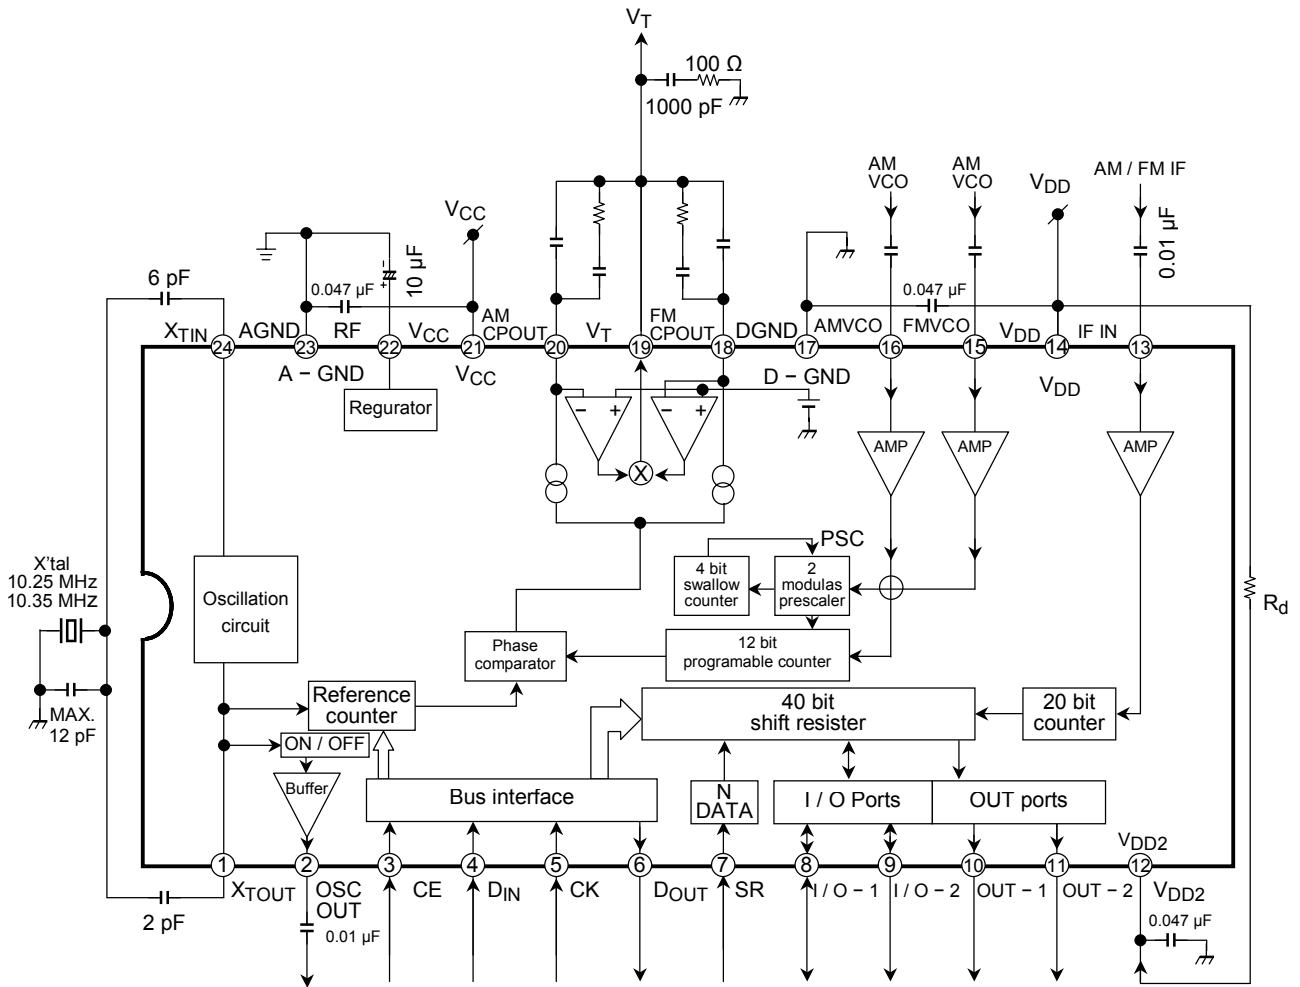 VT
100 Ω
1000 pF
AM
VCO
AM
VCO
VDD
AM / FM IF
VCC
0.01 µF
10 µF
6 pF
0.047 µF
0.047 µF
XTIN
AGND
RF
VCC
AM
CPOUT
VT
FM
CPOUT
DGND
AMVCO
FMVCO
VDD
IF IN
24
23
22
21
20
19
18
17
16
15
14
13
A − GND
VCC
D − GND
VDD
Regurator
− +
− +
AMP
AMP
AMP
X
X'tal
10.25 MHz
10.35 MHz
Oscillation
circuit
PSC
4 bit
swallow
counter
2
modulas
prescaler
Rd
Phase
comparator
12 bit
programable counter
MAX.
12 pF
Reference
counter
40 bit
shift resister
20 bit
counter
ON / OFF
Buffer
Bus interface
N
DATA
I / O Ports
OUT ports
VDD2
1
2
3
4
5
6
7
8
9
10
11
12
XTOUT
OSC
OUT
CE
DIN
CK
DOUT
SR
I / O − 1
I / O − 2
OUT − 1
OUT − 2
VDD2
2 pF
0.01 µF
0.047 µF